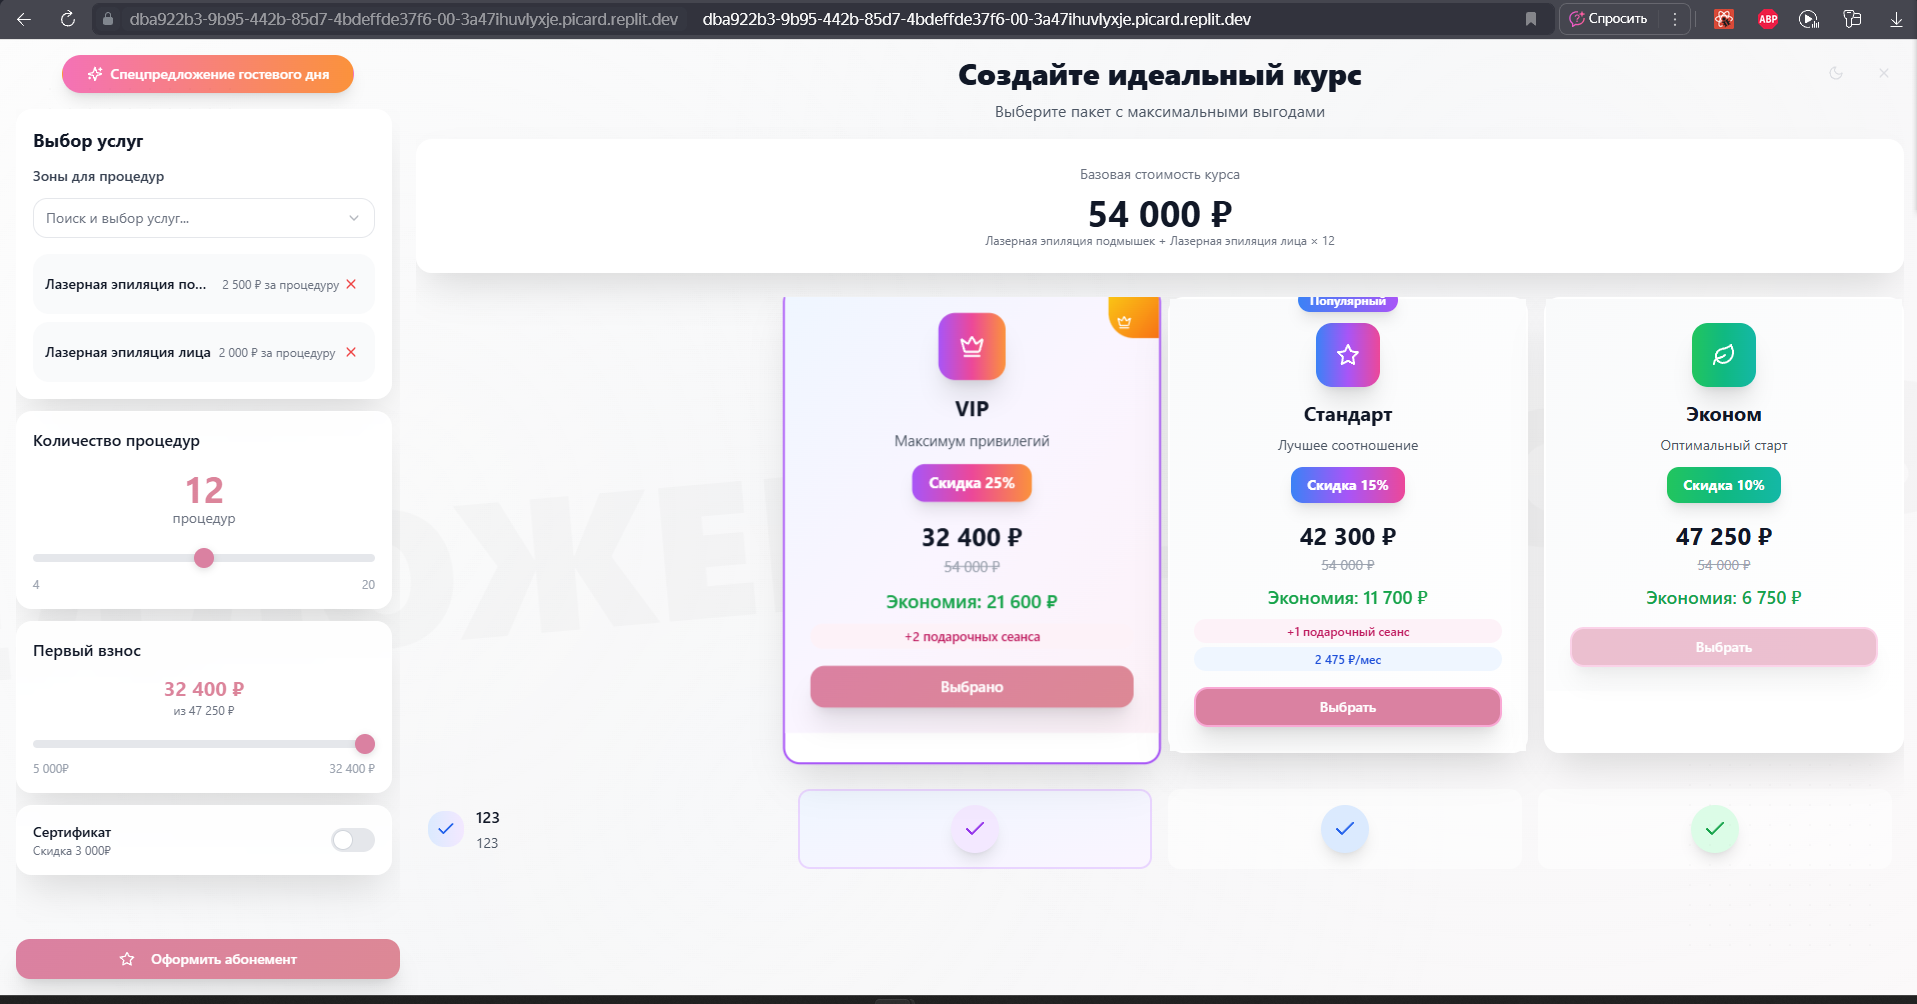 dba922b3-9b95-442b-85d7-4bdeffde37f6-00-3a47ihuvlyxje.picard.replit.dev
dba922b3-9b95-442b-85d7-4bdeffde37f6-00-3a47ihuvlyxje.picard.replit.dev
Спросить
ABP
Спецпредложение гостевого дня
Выбор услуг
Зоны для процедур
Поиск и выбор услуг...
Лазерная эпиляция по...
2 500 ₽ за процедуру
Лазерная эпиляция лица
2 000 ₽ за процедуру
Количество процедур
12
процедур
4
20
Первый взнос
32 400 ₽
из 47 250 ₽
5 000₽
32 400 ₽
Сертификат
Скидка 3 000₽
Оформить абонемент
Создайте идеальный курс
Выберите пакет с максимальными выгодами
Базовая стоимость курса
54 000 ₽
Лазерная эпиляция подмышек + Лазерная эпиляция лица × 12
VIP
Максимум привилегий
Скидка 25%
32 400 ₽
54 000 ₽
Экономия: 21 600 ₽
+2 подарочных сеанса
Выбрано
Популярный
Стандарт
Лучшее соотношение
Скидка 15%
42 300 ₽
54 000 ₽
Экономия: 11 700 ₽
+1 подарочный сеанс
2 475 ₽/мес
Выбрать
Эконом
Оптимальный старт
Скидка 10%
47 250 ₽
54 000 ₽
Экономия: 6 750 ₽
Выбрать
123
123